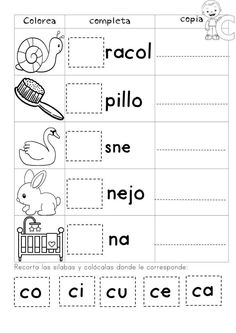 Colorea completa copia
racol
pillo
sne
nejo
na
Recorta las sílabas y colócalas donde le corresponde:
co ci cu ce ca